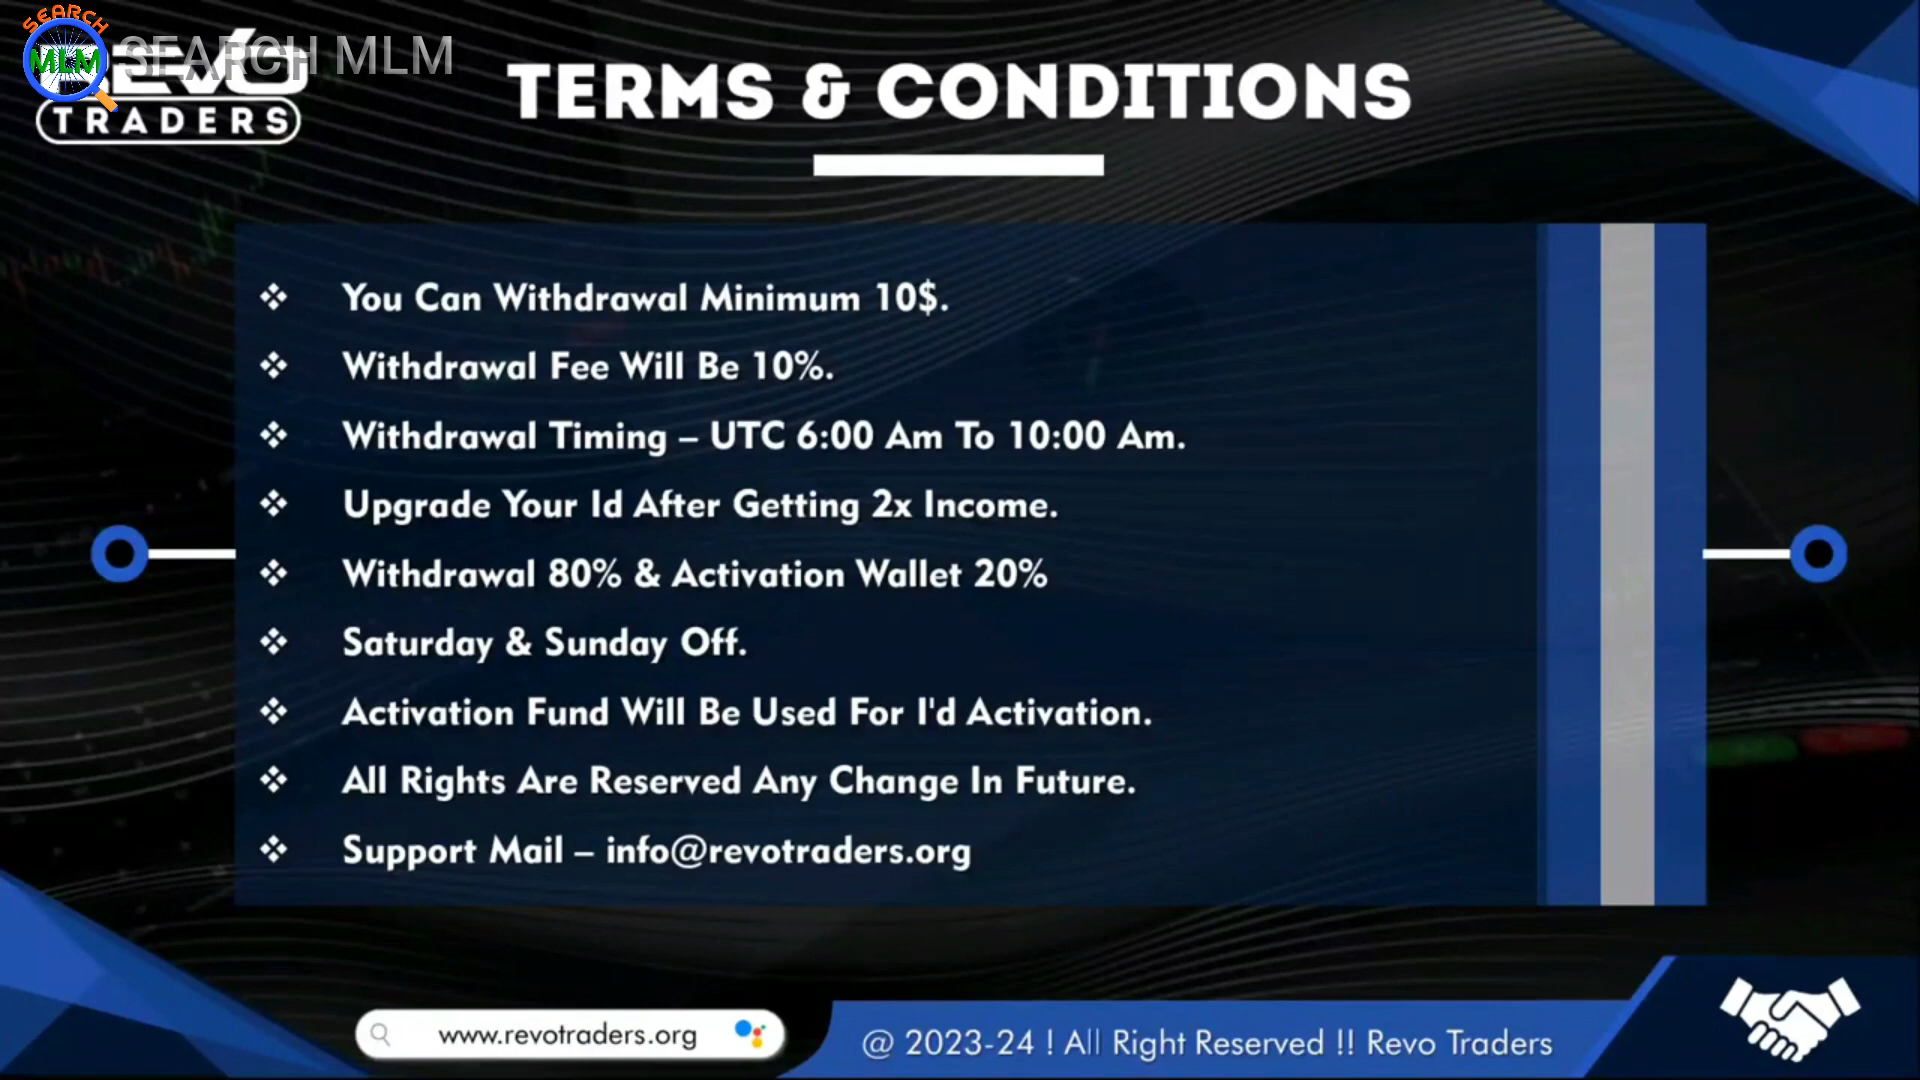 SEARCH
MLM
SEARCH MLM
REVO
TRADERS
TERMS & CONDITIONS
You Can Withdrawal Minimum 10$.
Withdrawal Fee Will Be 10%.
Withdrawal Timing – UTC 6:00 Am To 10:00 Am.
Upgrade Your Id After Getting 2x Income.
Withdrawal 80% & Activation Wallet 20%
Saturday & Sunday Off.
Activation Fund Will Be Used For I'd Activation.
All Rights Are Reserved Any Change In Future.
Support Mail – info@revotraders.org
www.revotraders.org
@ 2023-24 ! All Right Reserved !! Revo Traders